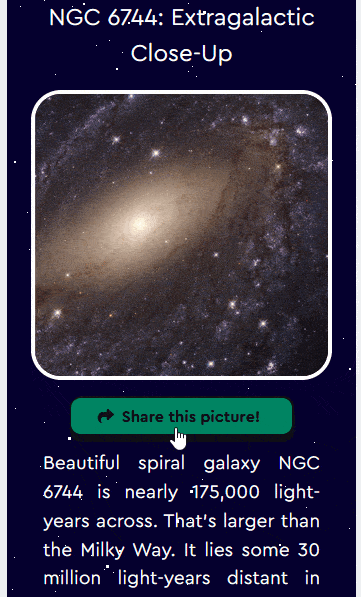 NGC 6744: Extragalactic
Close-Up
Share this picture!
Beautiful spiral galaxy NGC
6744 is nearly 175,000 light-
years across. That's larger than
the Milky Way. It lies some 30
million light-years distant in